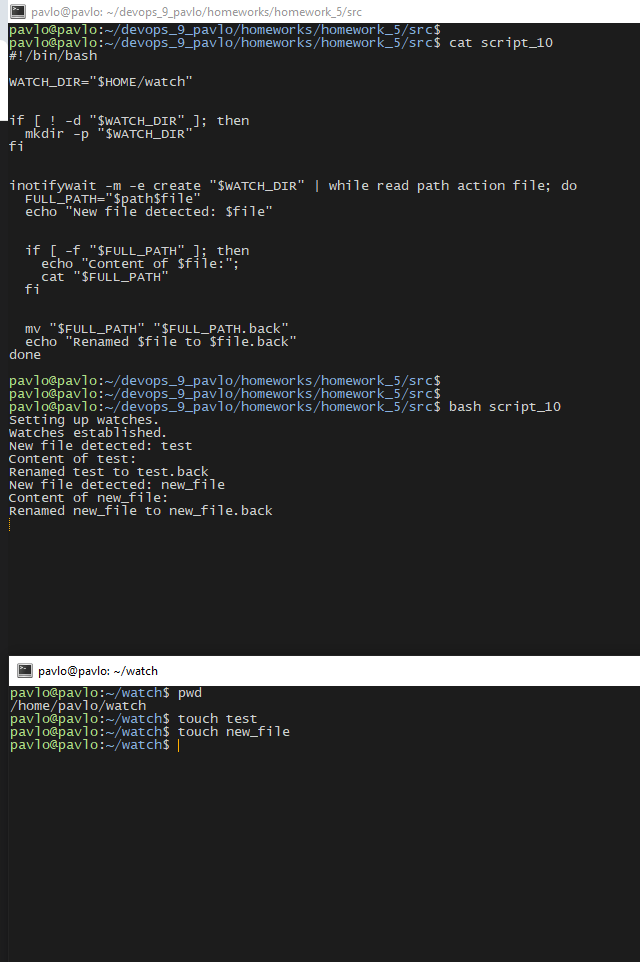 pavlo@pavlo: ~/devops_9_pavlo/homeworks/homework_5/src
pavlo@pavlo:~/devops_9_pavlo/homeworks/homework_5/src$
pavlo@pavlo:~/devops_9_pavlo/homeworks/homework_5/src$ cat script_10
#!/bin/bash
WATCH_DIR="$HOME/watch"
if [ ! -d "$WATCH_DIR" ]; then
  mkdir -p "$WATCH_DIR"
fi
inotifywait -m -e create "$WATCH_DIR" | while read path action file; do
  FULL_PATH="$path$file"
  echo "New file detected: $file"
  if [ -f "$FULL_PATH" ]; then
    echo "Content of $file:";
    cat "$FULL_PATH"
  fi
  mv "$FULL_PATH" "$FULL_PATH.back"
  echo "Renamed $file to $file.back"
done
pavlo@pavlo:~/devops_9_pavlo/homeworks/homework_5/src$
pavlo@pavlo:~/devops_9_pavlo/homeworks/homework_5/src$
pavlo@pavlo:~/devops_9_pavlo/homeworks/homework_5/src$ bash script_10
Setting up watches.
Watches established.
New file detected: test
Content of test:
Renamed test to test.back
New file detected: new_file
Content of new_file:
Renamed new_file to new_file.back
pavlo@pavlo: ~/watch
pavlo@pavlo:~/watch$ pwd
/home/pavlo/watch
pavlo@pavlo:~/watch$ touch test
pavlo@pavlo:~/watch$ touch new_file
pavlo@pavlo:~/watch$